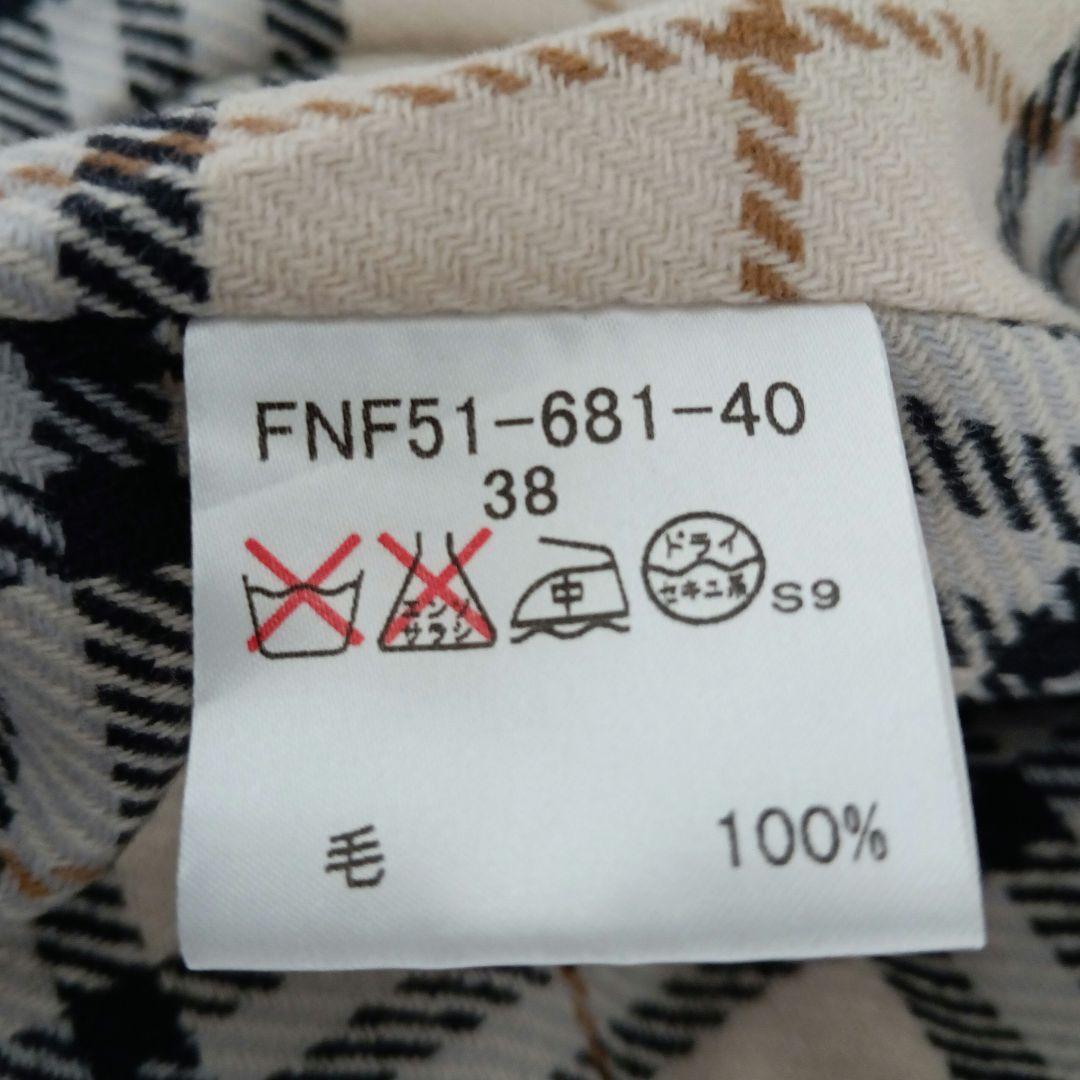 FNF51-681-40
38
エンソ
サラシ
中
ドライ
セキユ系
S9
毛 100%